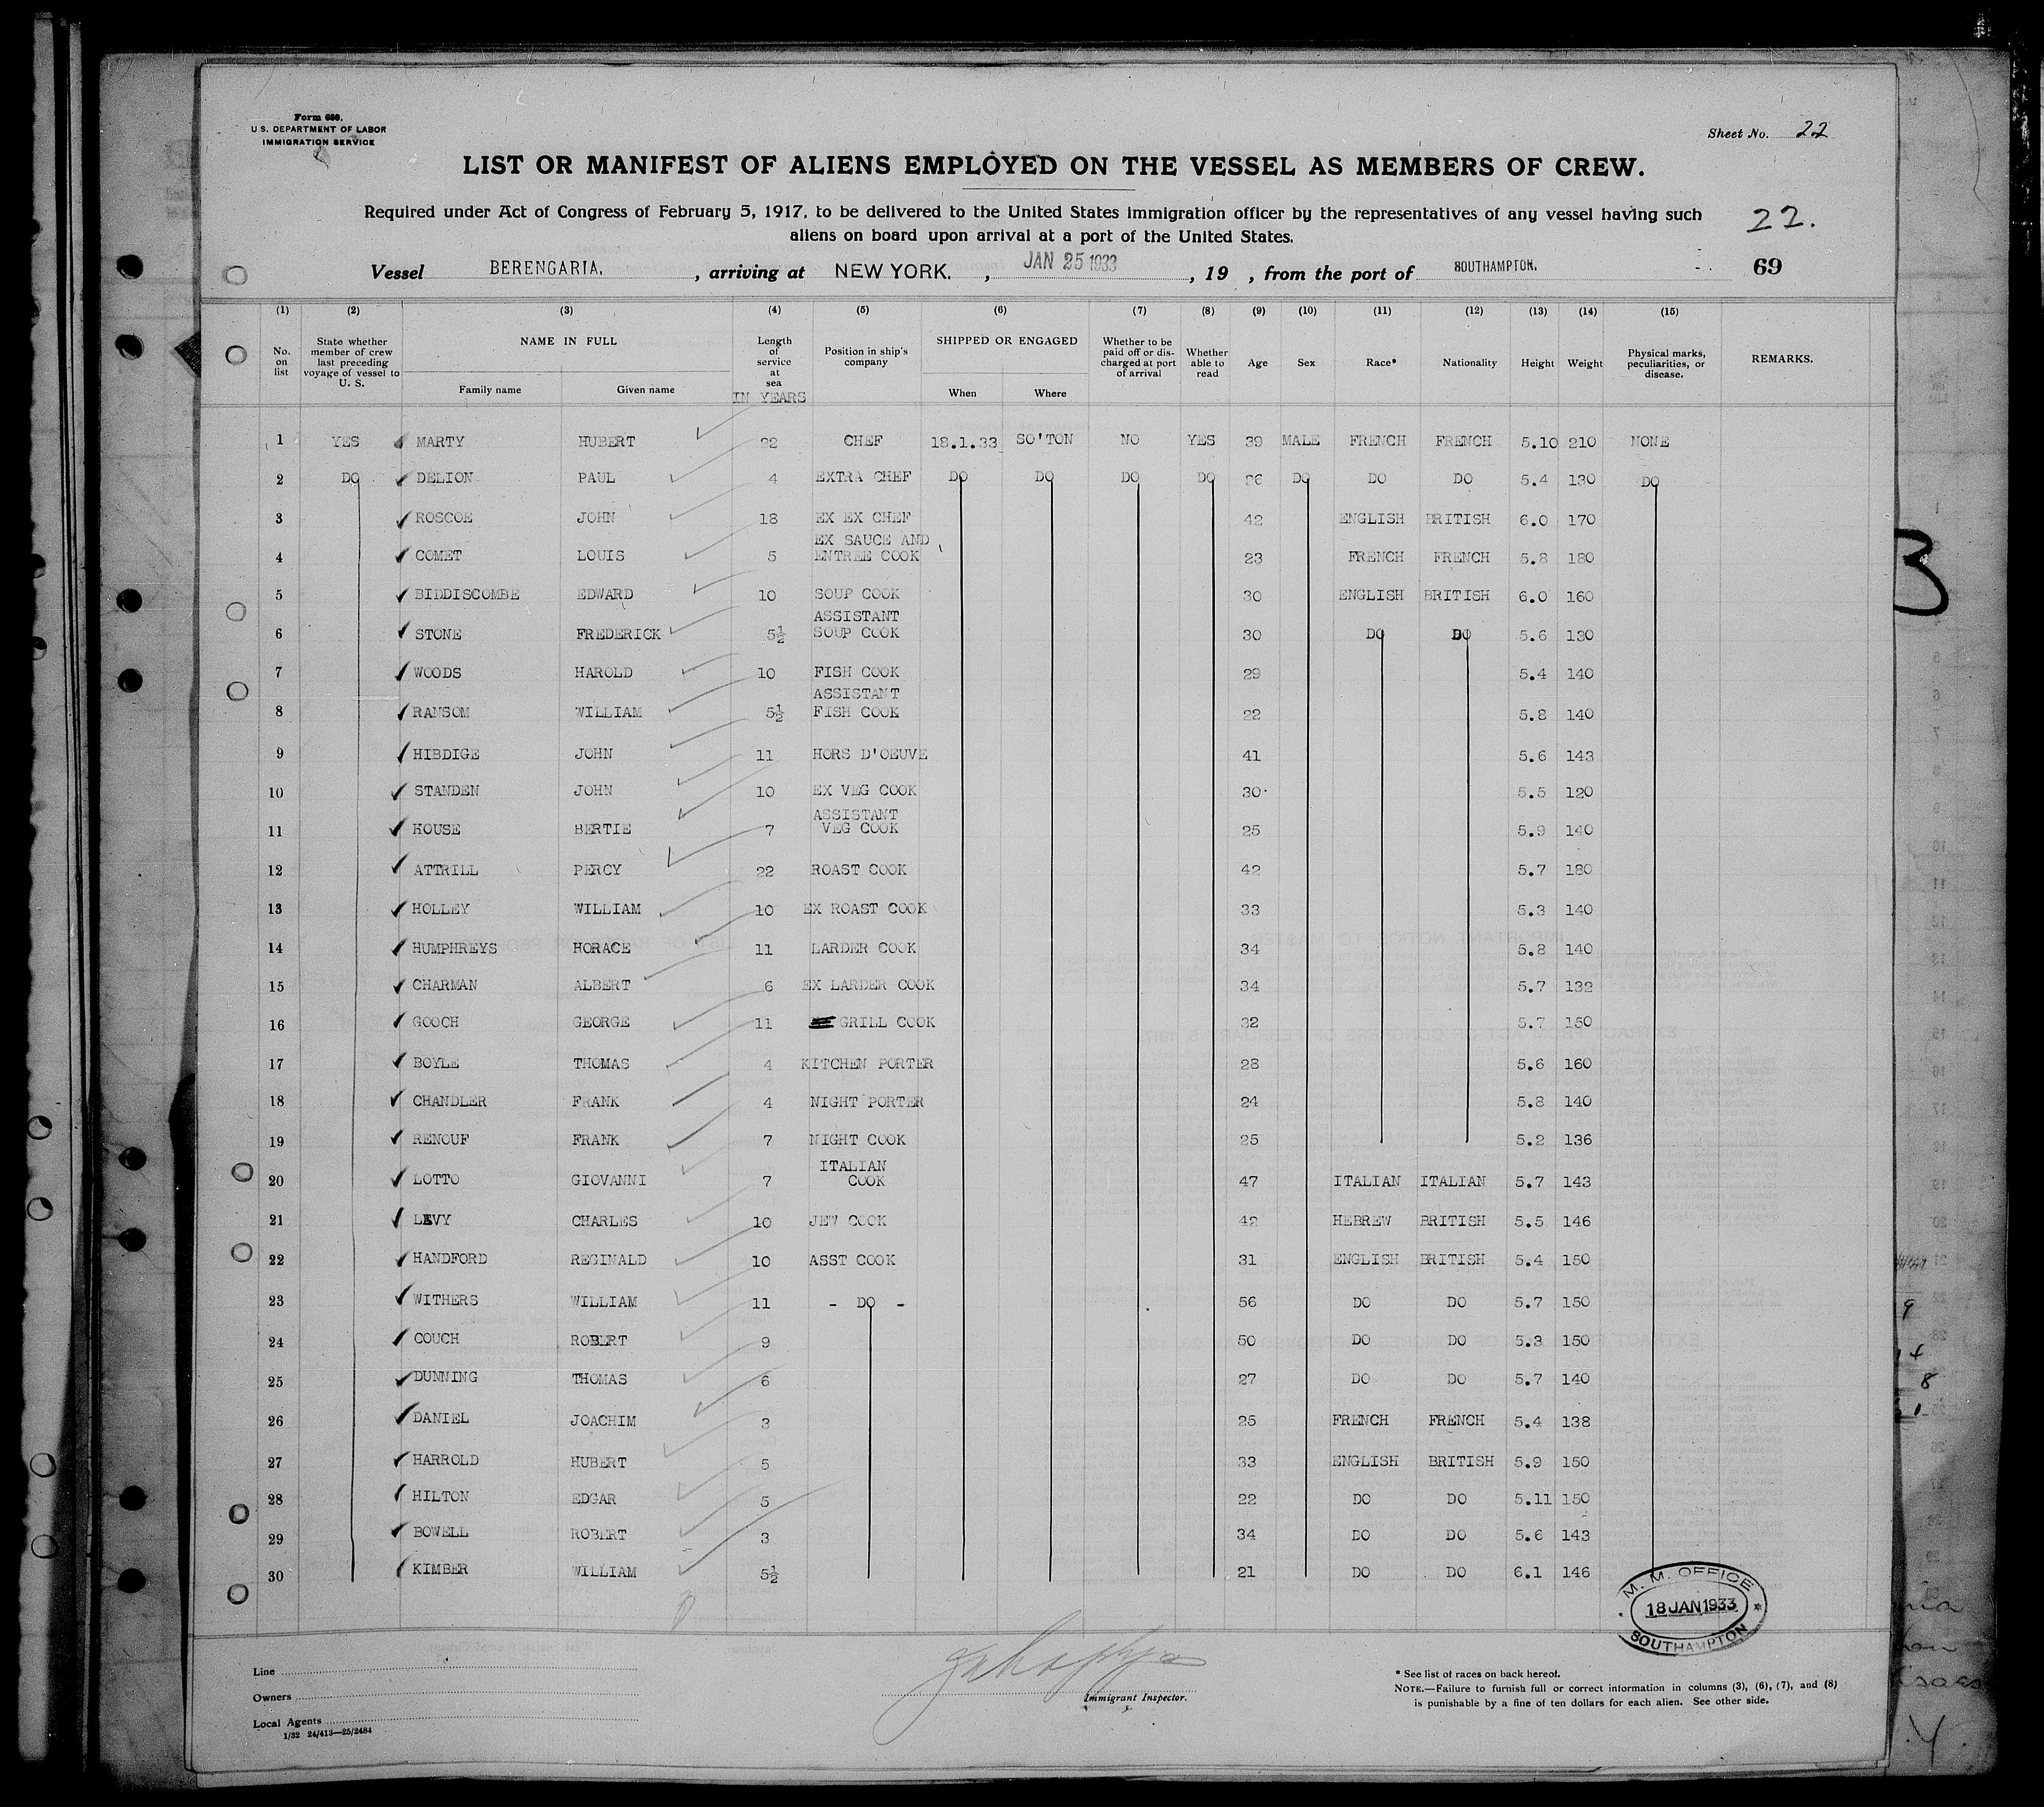 Form 680.
U.S. DEPARTMENT OF LABOR
IMMIGRATION SERVICE
Sheet No. 22
LIST OR MANIFEST OF ALIENS EMPLOYED ON THE VESSEL AS MEMBERS OF CREW.
Required under Act of Congress of February 5, 1917, to be delivered to the United States immigration officer by the representatives of any vessel having such
aliens on board upon arrival at a port of the United States.
22.
Vessel BERENGARIA. , arriving at NEW YORK. , JAN 25 1933 , 19 , from the port of SOUTHAMPTON. 69
(1) (2) (3) (4) (5) (6) (7) (8) (9) (10) (11) (12) (13) (14) (15)
No. on list State whether member of crew last preceding voyage of vessel to U. S. NAME IN FULL Family name Given name Length of service at sea IN YEARS Position in ship's company SHIPPED OR ENGAGED When Where Whether to be paid off or discharged at port of arrival Whether able to read Age Sex Race* Nationality Height Weight Physical marks, peculiarities, or disease. REMARKS.
1 YES MARTY HUBERT 22 CHEF 18.1.33 SO'TON NO YES 39 MALE FRENCH FRENCH 5.10 210 NONE
2 DO DELION PAUL 4 EXTRA CHEF DO DO DO DO 26 DO DO DO 5.4 130 DO
3 ROSCOE JOHN 18 EX EX CHEF 42 ENGLISH BRITISH 6.0 170
4 COMET LOUIS 5 EX SAUCE AND ENTREE COOK 23 FRENCH FRENCH 5.8 180
5 BIDDISCOMBE EDWARD 10 SOUP COOK 30 ENGLISH BRITISH 6.0 160
6 STONE FREDERICK 5½ ASSISTANT SOUP COOK 30 DO DO 5.6 130
7 WOODS HAROLD 10 FISH COOK 29 5.4 140
8 RANSOM WILLIAM 5½ ASSISTANT FISH COOK 22 5.8 140
9 HIBDIGE JOHN 11 HORS D'OEUVE 41 5.6 143
10 STANDEN JOHN 10 EX VEG COOK 30 5.5 120
11 HOUSE BERTIE 7 ASSISTANT VEG COOK 25 5.9 140
12 ATTRILL PERCY 22 ROAST COOK 42 5.7 180
13 HOLLEY WILLIAM 10 EX ROAST COOK 33 5.3 140
14 HUMPHREYS HORACE 11 LARDER COOK 34 5.8 140
15 CHARMAN ALBERT 6 EX LARDER COOK 34 5.7 132
16 GOOCH GEORGE 11 GRILL COOK 32 5.7 150
17 BOYLE THOMAS 4 KITCHEN PORTER 28 5.6 160
18 CHANDLER FRANK 4 NIGHT PORTER 24 5.8 140
19 RENOUF FRANK 7 NIGHT COOK 25 5.2 136
20 LOTTO GIOVANNI 7 ITALIAN COOK 47 ITALIAN ITALIAN 5.7 143
21 LEVY CHARLES 10 JEW COOK 42 HEBREW BRITISH 5.5 146
22 HANDFORD REGINALD 10 ASST COOK 31 ENGLISH BRITISH 5.4 150
23 WITHERS WILLIAM 11 - DO - 56 DO DO 5.7 150
24 COUCH ROBERT 9 50 DO DO 5.3 150
25 DUNNING THOMAS 6 27 DO DO 5.7 140
26 DANIEL JOACHIM 3 25 FRENCH FRENCH 5.4 138
27 HARROLD HUBERT 5 33 ENGLISH BRITISH 5.9 150
28 HILTON EDGAR 5 22 DO DO 5.11 150
29 BOWELL ROBERT 3 34 DO DO 5.6 143
30 KIMBER WILLIAM 5½ 21 DO DO 6.1 146
M. M. OFFICE
18 JAN 1933
SOUTHAMPTON
Line
Owners
Local Agents
1/32 24/413—25/2484
Immigrant Inspector.
* See list of races on back hereof.
NOTE.—Failure to furnish full or correct information in columns (3), (6), (7), and (8)
is punishable by a fine of ten dollars for each alien. See other side.
3